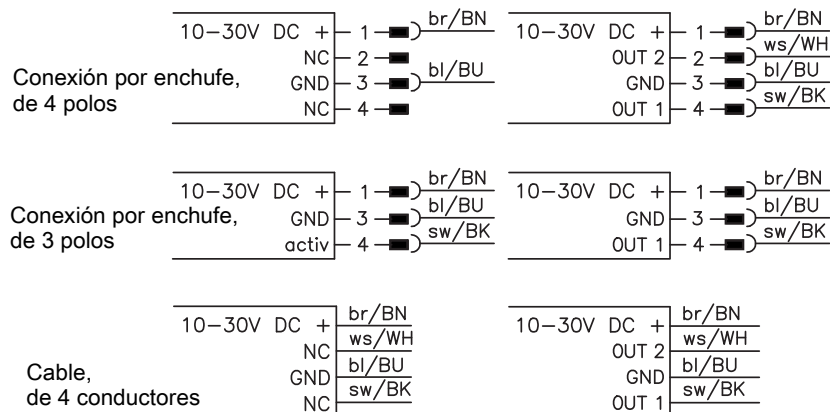 Conexión por enchufe,
de 4 polos
10-30V DC + 1 br/BN
NC 2
GND 3 bl/BU
NC 4
10-30V DC + 1 br/BN
OUT 2 2 ws/WH
GND 3 bl/BU
OUT 1 4 sw/BK
Conexión por enchufe,
de 3 polos
10-30V DC + 1 br/BN
GND 3 bl/BU
activ 4 sw/BK
10-30V DC + 1 br/BN
GND 3 bl/BU
OUT 1 4 sw/BK
Cable,
de 4 conductores
10-30V DC + br/BN
NC ws/WH
GND bl/BU
NC sw/BK
10-30V DC + br/BN
OUT 2 ws/WH
GND bl/BU
OUT 1 sw/BK